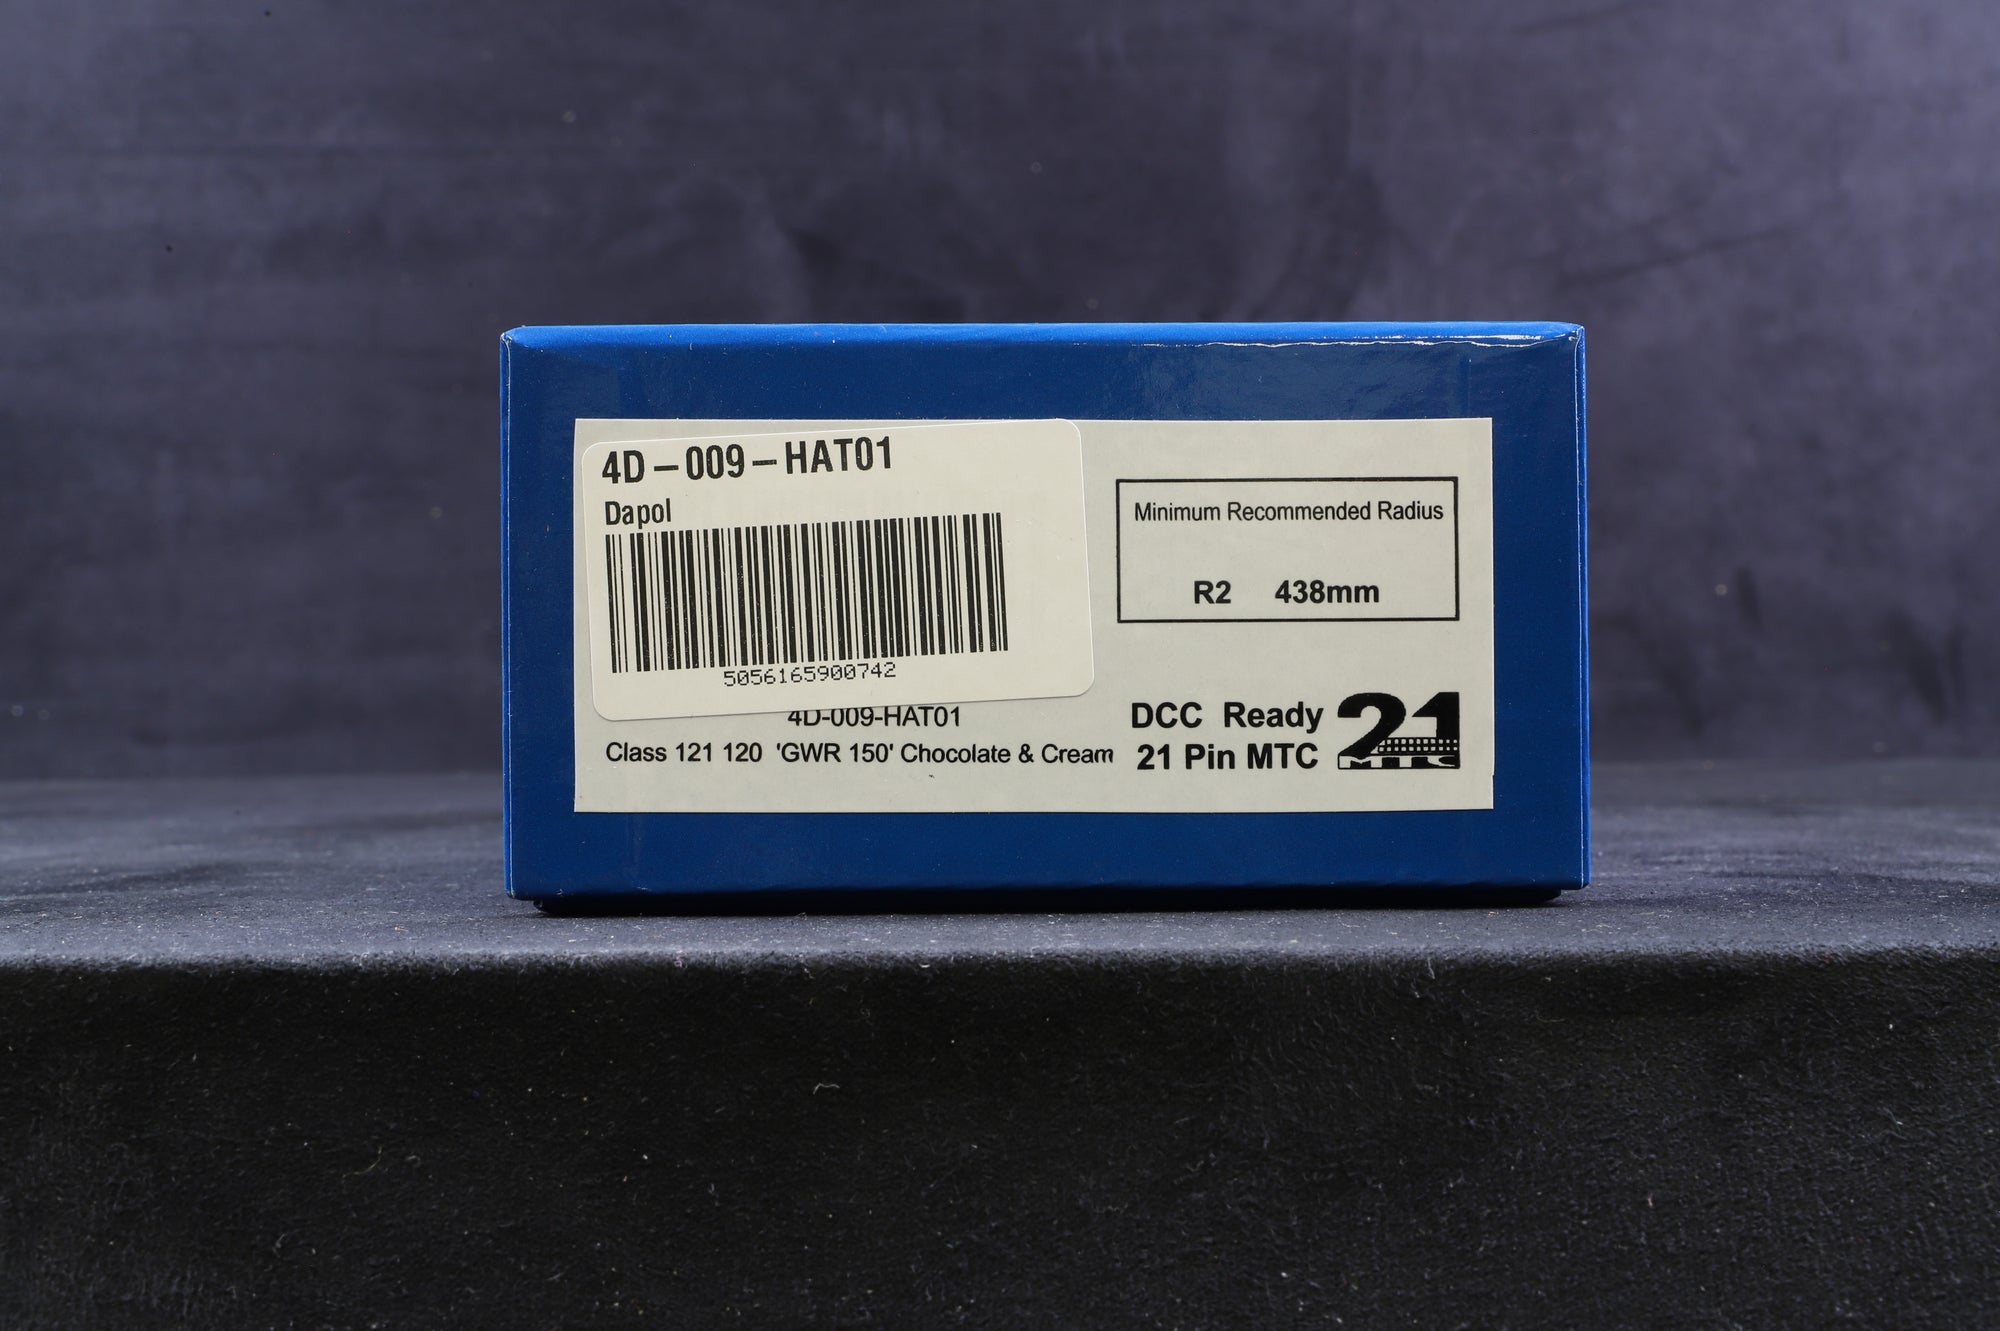 4D-009-HAT01
Dapol
5056165900742
4D-009-HAT01
Class 121 120 'GWR 150' Chocolate & Cream
Minimum Recommended Radius
R2 438mm
DCC Ready
21 Pin MTC
21
MTC